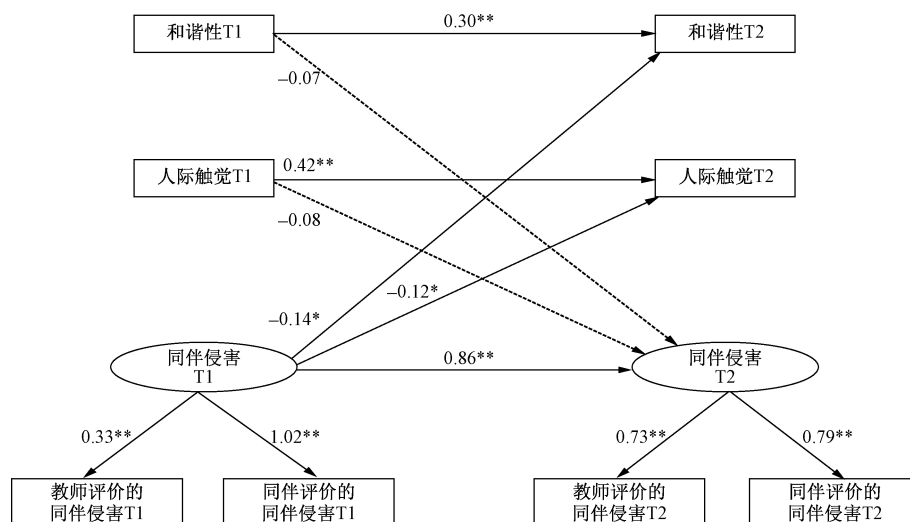 和谐性T1
0.30**
和谐性T2
–0.07
人际触觉T1
0.42**
人际触觉T2
–0.08
–0.12*
–0.14*
同伴侵害
T1
0.86**
同伴侵害
T2
0.33**
1.02**
0.73**
0.79**
教师评价的
同伴侵害T1
同伴评价的
同伴侵害T1
教师评价的
同伴侵害T2
同伴评价的
同伴侵害T2